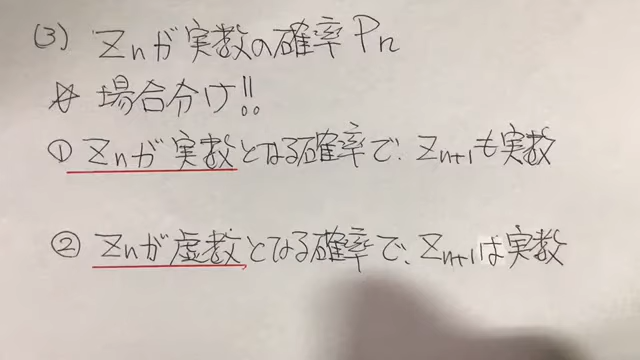 (3) Znが実数の確率Pn
☆ 場合分け!!
① Znが実数となる確率で、Zn+1も実数
② Znが虚数となる確率で、Zn+1は実数